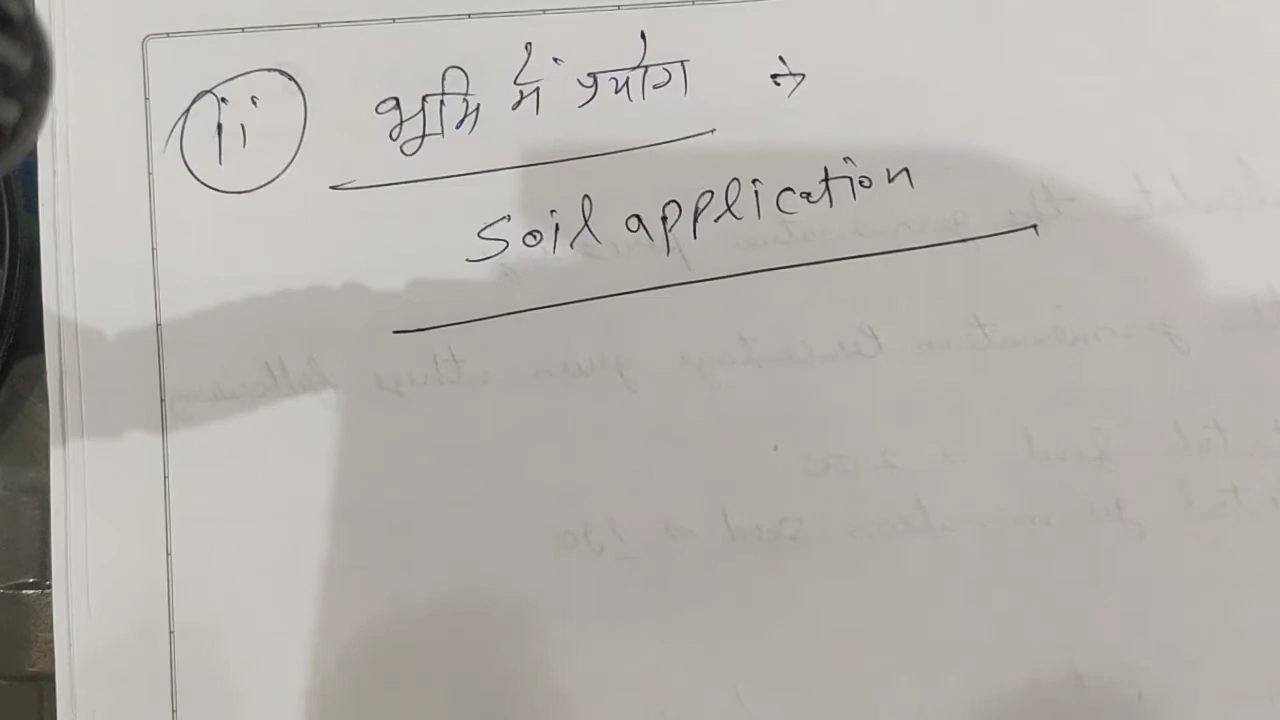 ii भूमि में प्रयोग →
Soil application